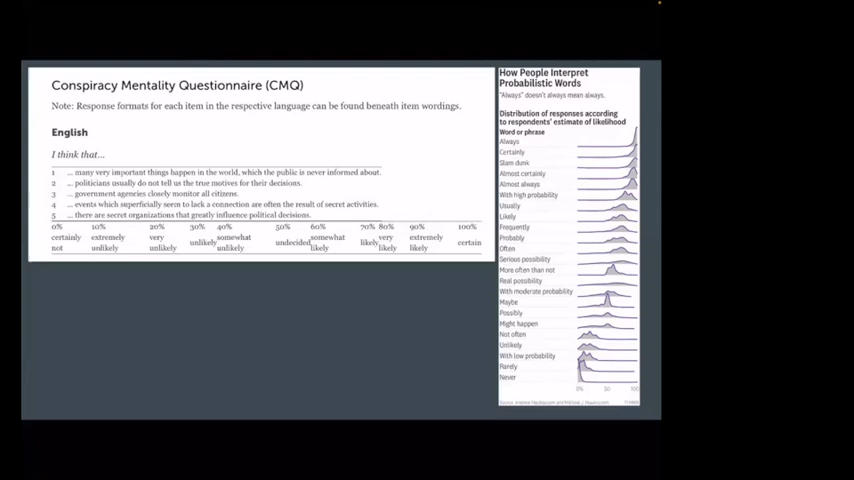 Conspiracy Mentality Questionnaire (CMQ)
Note: Response formats for each item in the respective language can be found beneath item wordings.
English
I think that...
1 ... many very important things happen in the world, which the public is never informed about.
2 ... politicians usually do not tell us the true motives for their decisions.
3 ... government agencies closely monitor all citizens.
4 ... events which superficially seem to lack a connection are often the result of secret activities.
5 ... there are secret organizations that greatly influence political decisions.
0% 10% 20% 30% 40% 50% 60% 70% 80% 90% 100%
certainly not extremely unlikely very unlikely unlikely somewhat unlikely undecided somewhat likely likely very likely extremely likely certain
How People Interpret
Probabilistic Words
"Always" doesn't always mean always.
Distribution of responses according
to respondents' estimate of likelihood
Word or phrase
Always
Certainly
Slam dunk
Almost certainly
Almost always
With high probability
Usually
Likely
Frequently
Probably
Often
Serious possibility
More often than not
Real possibility
With moderate probability
Maybe
Possibly
Might happen
Not often
Unlikely
With low probability
Rarely
Never
0% 50 100